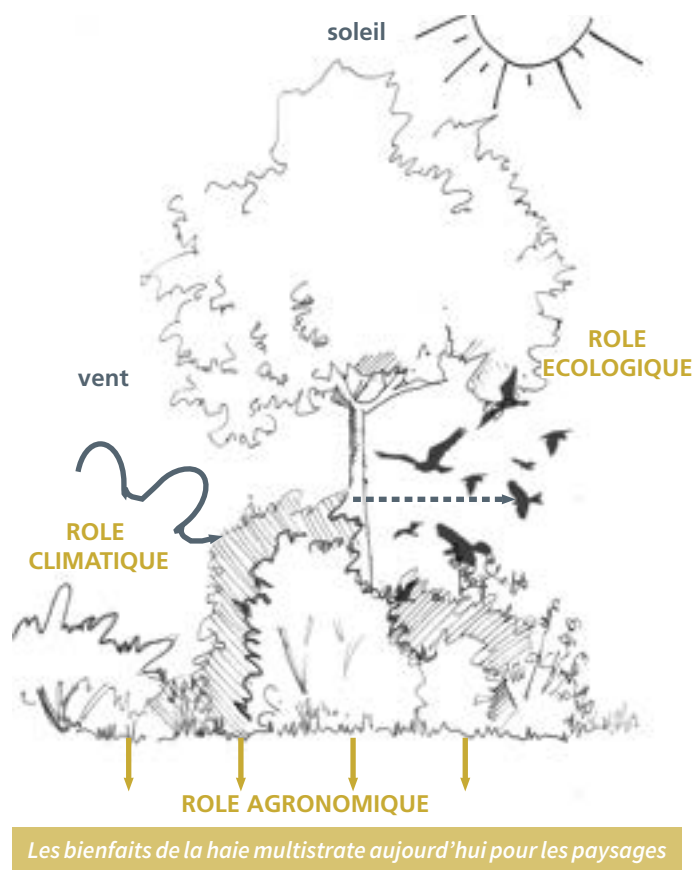 soleil
vent
ROLE
ECOLOGIQUE
ROLE
CLIMATIQUE
ROLE AGRONOMIQUE
Les bienfaits de la haie multistrate aujourd’hui pour les paysages